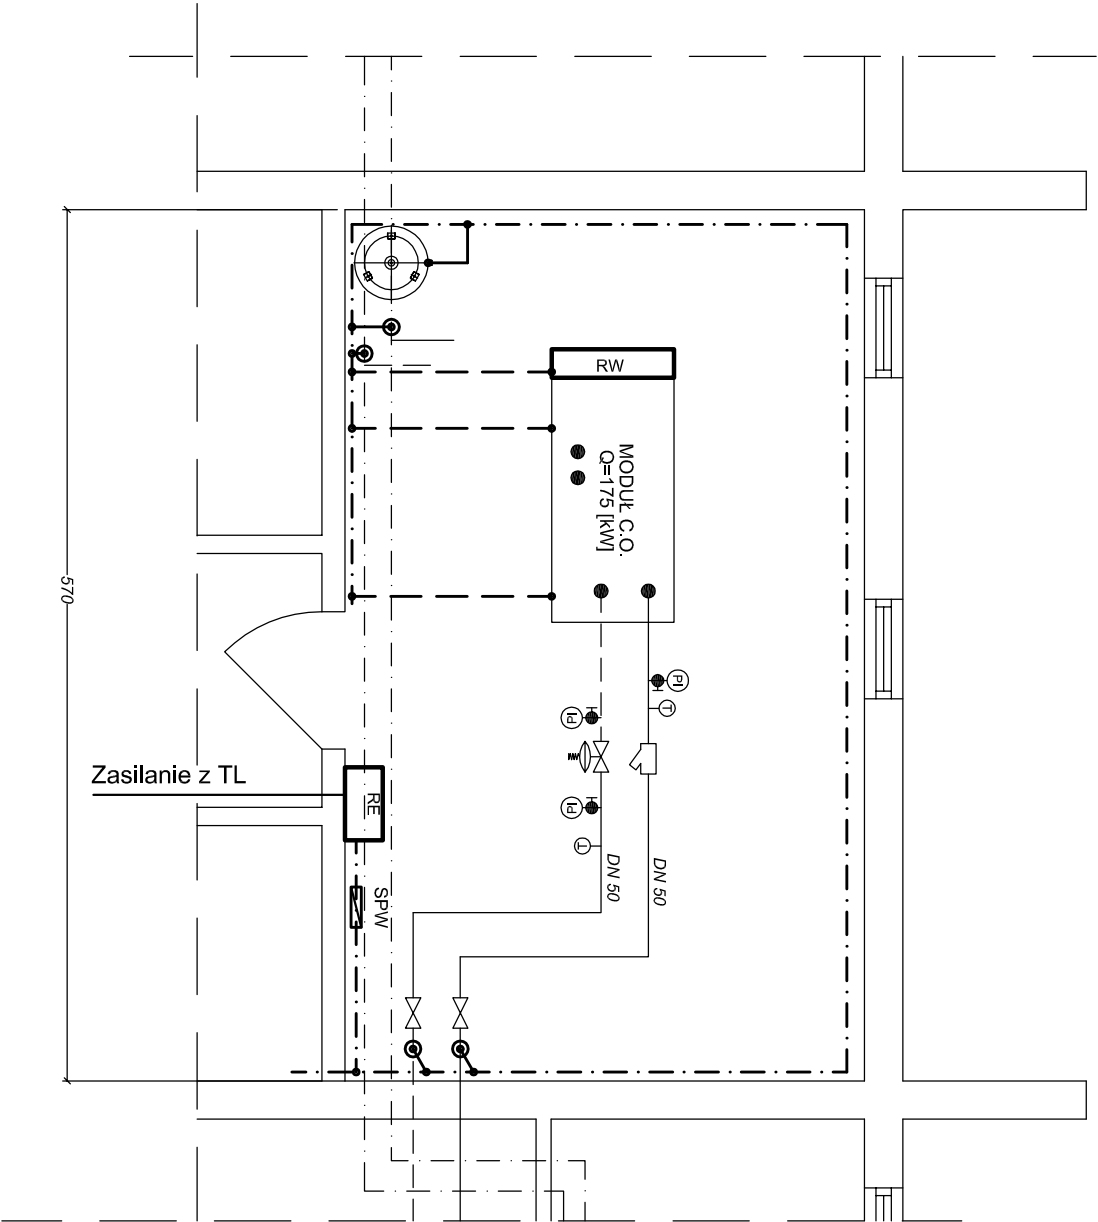 RW
MODUŁ C.O.
Q=175 [kW]
570
PI
T
PI
PI
T
Zasilanie z TL
RE
DN 50
DN 50
SPW